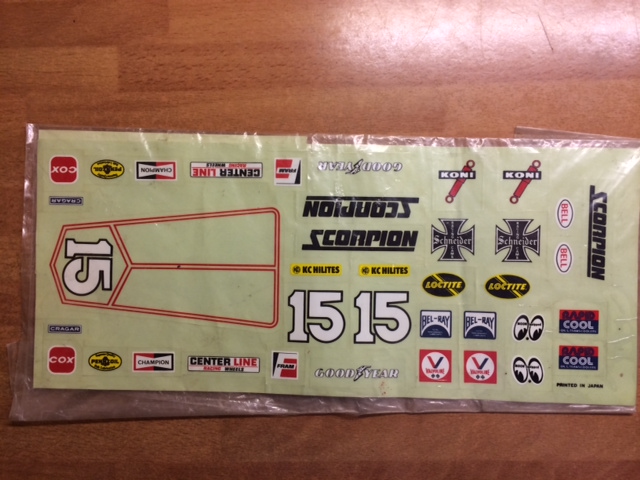 COX
PENNZOIL
CHAMPION
CENTER LINE
RACING WHEELS
FRAM
GOODYEAR
KONI
KONI
CRAGAR
SCORPION
SCORPION
SCORPION
BELL
BELL
Schneider
Schneider
15
KC HILITES
KC HILITES
LOCTITE
LOCTITE
15
15
BEL-RAY
BEL-RAY
COOL
CRAGAR
COX
PENNZOIL
CHAMPION
CENTER LINE
RACING WHEELS
FRAM
GOODYEAR
VALVOLINE
VALVOLINE
COOL
PRINTED IN JAPAN